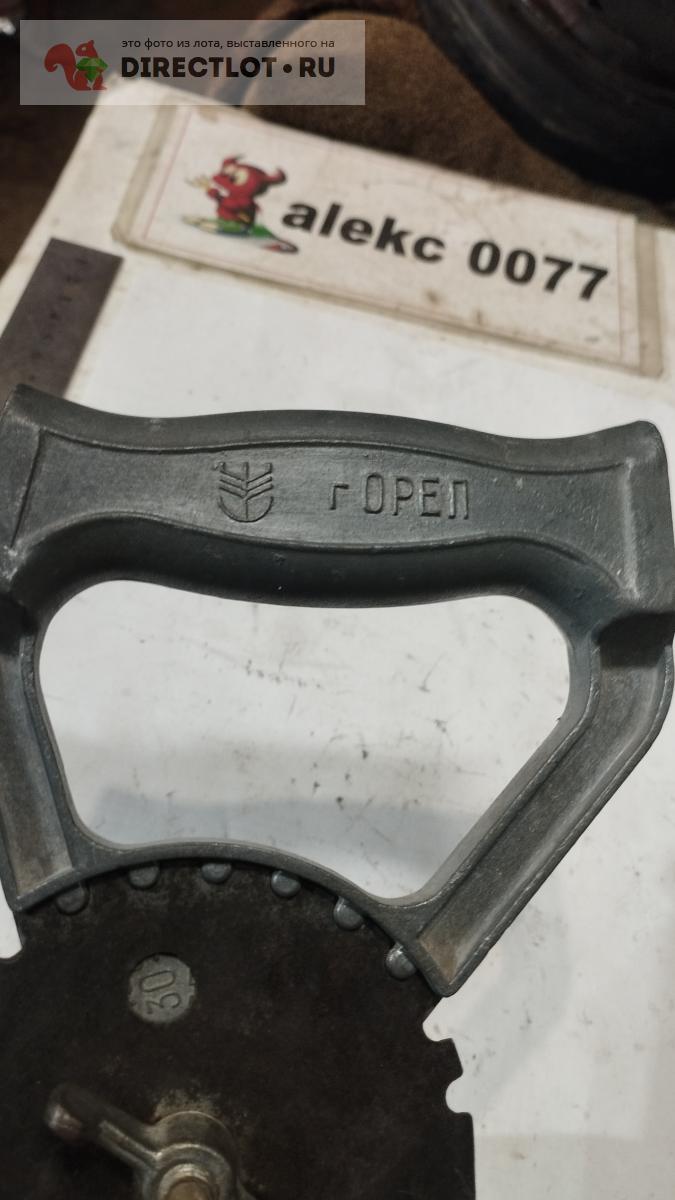 это фото из лота, выставленного на
DIRECTLOT.RU
alekc 0077
г ОРЕЛ
30